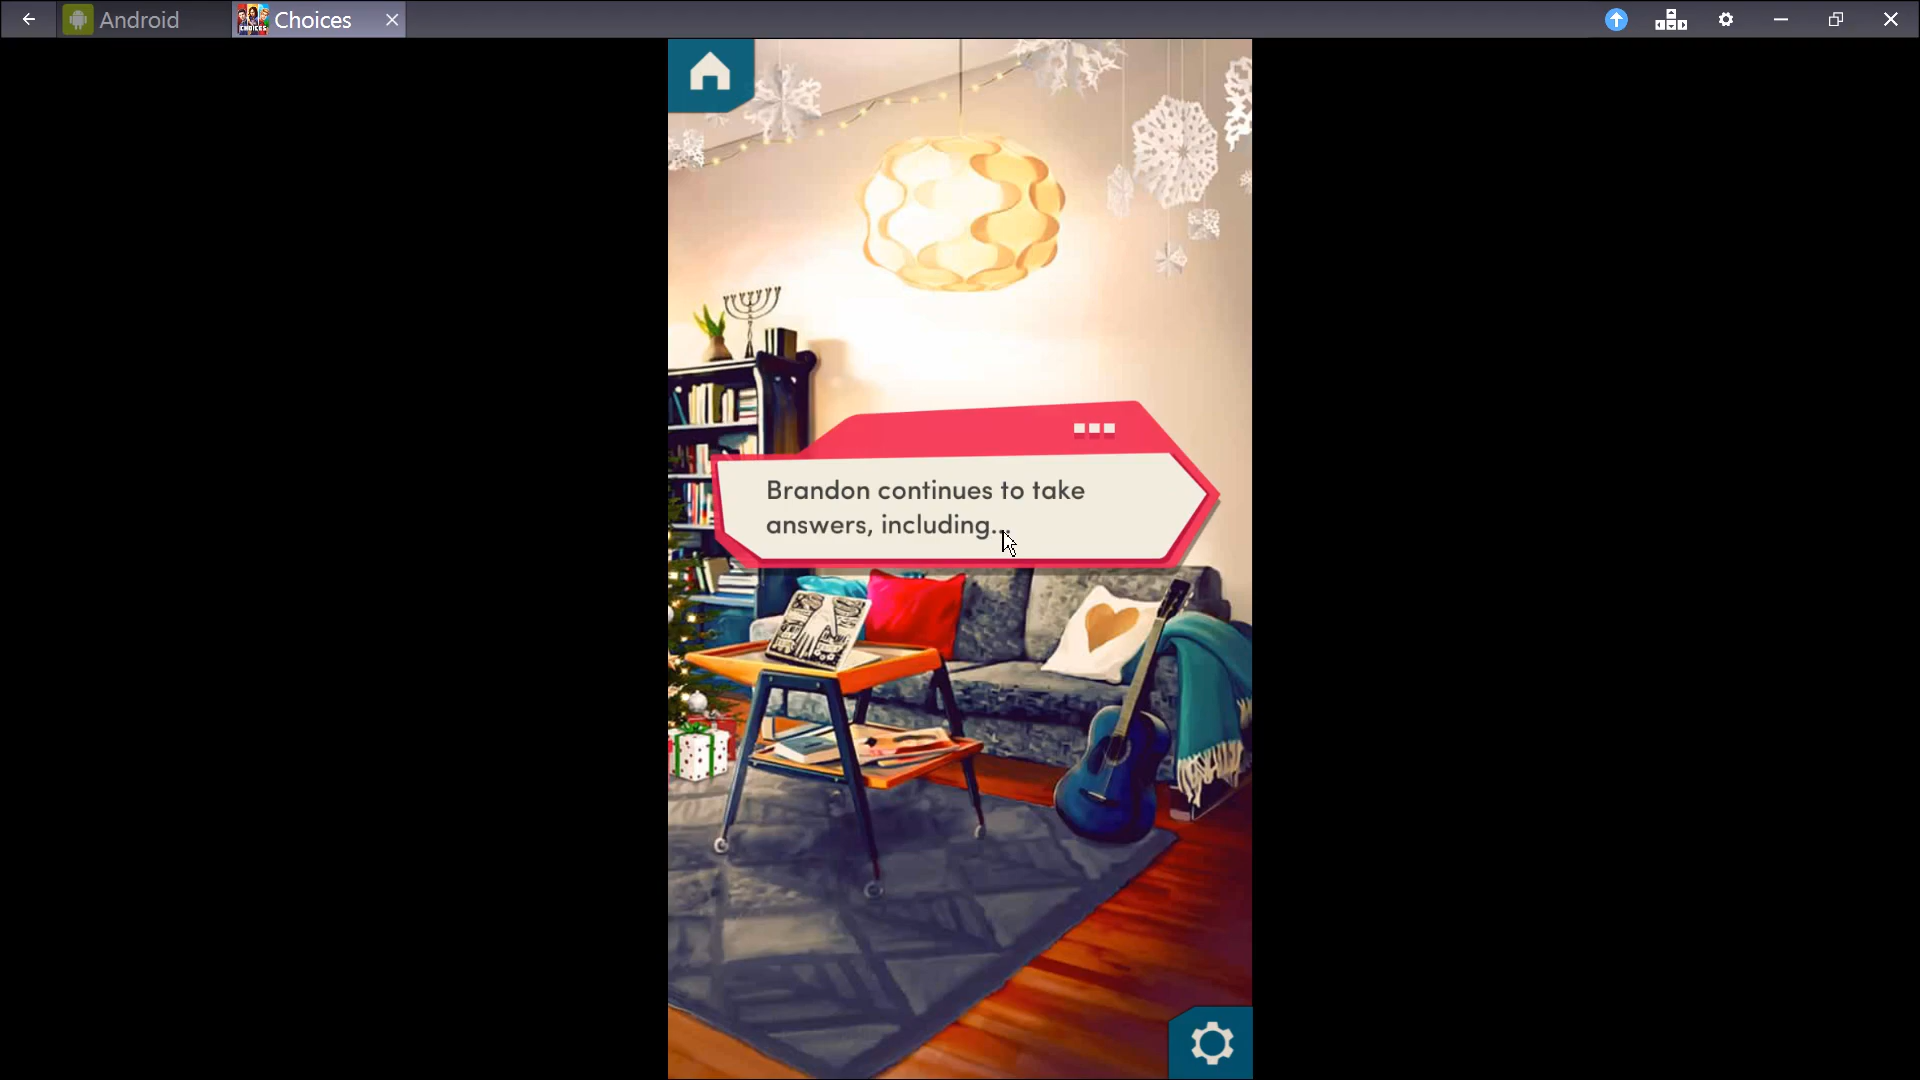 Android
Choices
Brandon continues to take
answers, including...